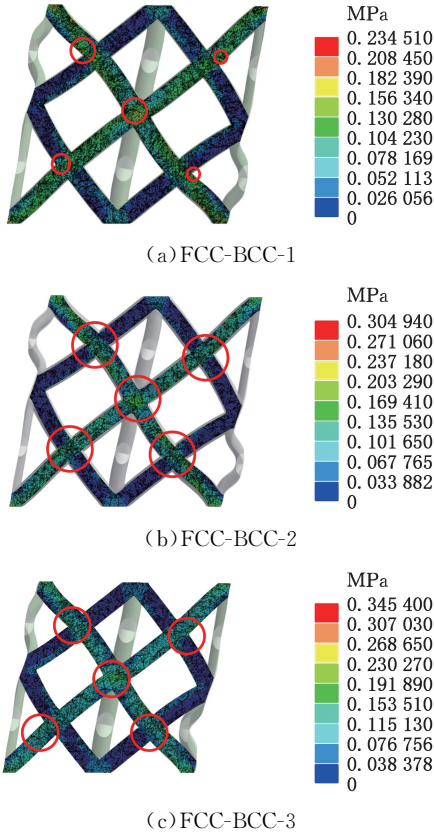 MPa
0. 234 510
0. 208 450
0. 182 390
0. 156 340
0. 130 280
0. 104 230
0. 078 169
0. 052 113
0. 026 056
0
(a)FCC-BCC-1
MPa
0. 304 940
0. 271 060
0. 237 180
0. 203 290
0. 169 410
0. 135 530
0. 101 650
0. 067 765
0. 033 882
0
(b)FCC-BCC-2
MPa
0. 345 400
0. 307 030
0. 268 650
0. 230 270
0. 191 890
0. 153 510
0. 115 130
0. 076 756
0. 038 378
0
(c)FCC-BCC-3